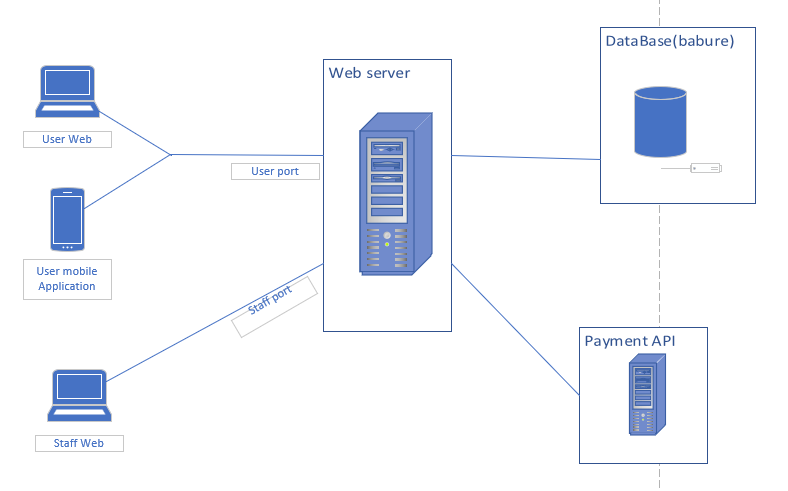 DataBase(babure)
Web server
User Web
User port
User mobile
Application
Staff port
Payment API
Staff Web